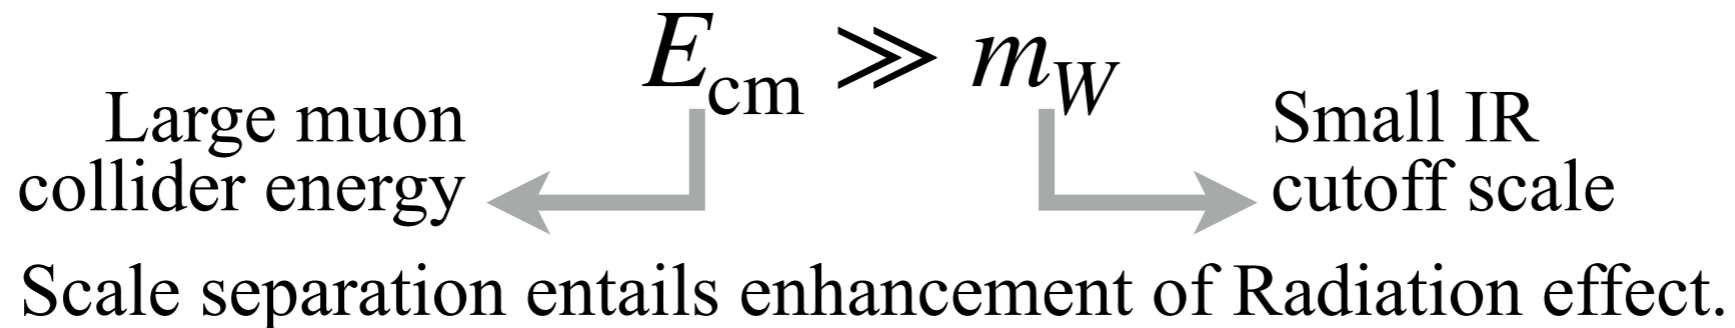 E_cm ≫ m_W
Large muon
collider energy
Small IR
cutoff scale
Scale separation entails enhancement of Radiation effect.